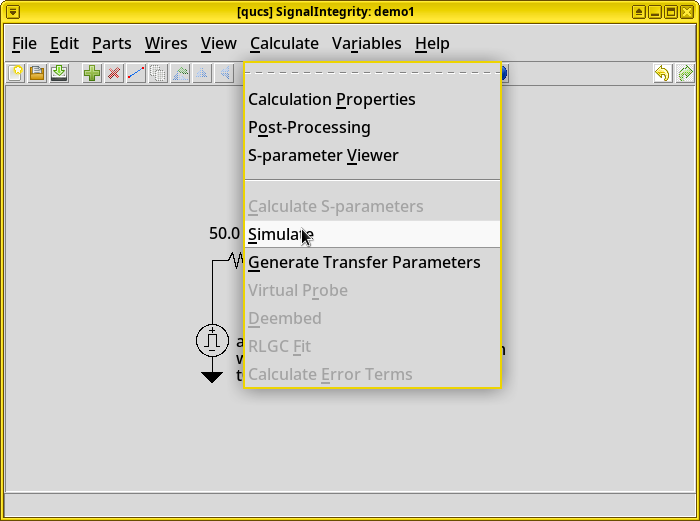 [qucs] SignalIntegrity: demo1
File Edit Parts Wires View Calculate Variables Help
Calculation Properties
Post-Processing
S-parameter Viewer
Calculate S-parameters
50.0
Simulate
Generate Transfer Parameters
Virtual Probe
Deembed
RLGC Fit
Calculate Error Terms